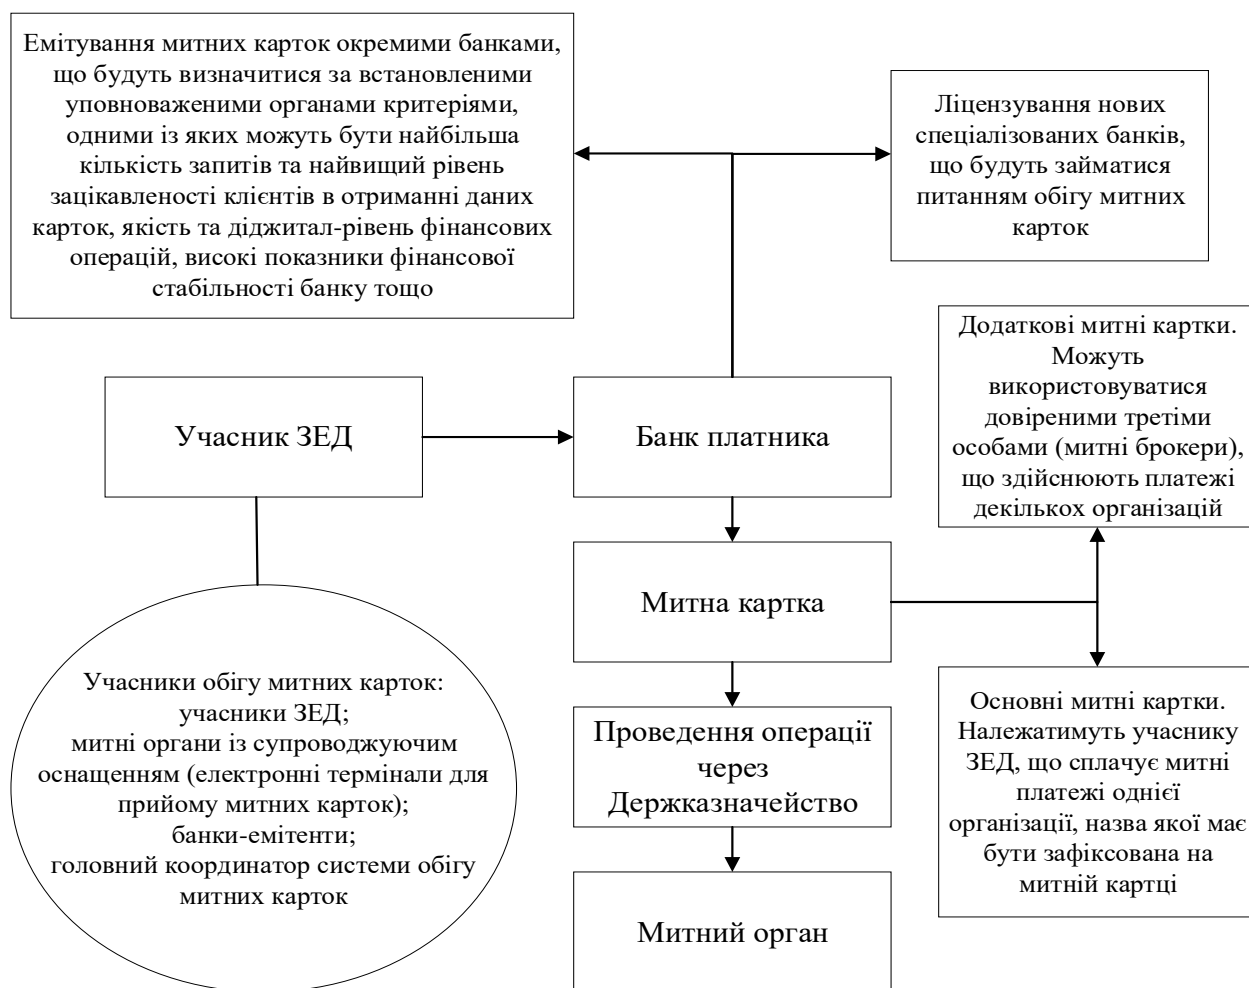 Емітування митних карток окремими банками,
що будуть визначитися за встановленими
уповноваженими органами критеріями,
одними із яких можуть бути найбільша
кількість запитів та найвищий рівень
зацікавленості клієнтів в отриманні даних
карток, якість та діджитал-рівень фінансових
операцій, високі показники фінансової
стабільності банку тощо
Ліцензування нових
спеціалізованих банків,
що будуть займатися
питанням обігу митних
карток
Додаткові митні картки.
Можуть
використовуватися
довіреними третіми
особами (митні брокери),
що здійснюють платежі
декількох організацій
Учасник ЗЕД
Банк платника
Митна картка
Учасники обігу митних карток:
учасники ЗЕД;
митні органи із супроводжуючим
оснащенням (електронні термінали для
прийому митних карток);
банки-емітенти;
головний координатор системи обігу
митних карток
Проведення операції
через
Держказначейство
Основні митні картки.
Належатимуть учаснику
ЗЕД, що сплачує митні
платежі однієї
організації, назва якої має
бути зафіксована на
митній картці
Митний орган